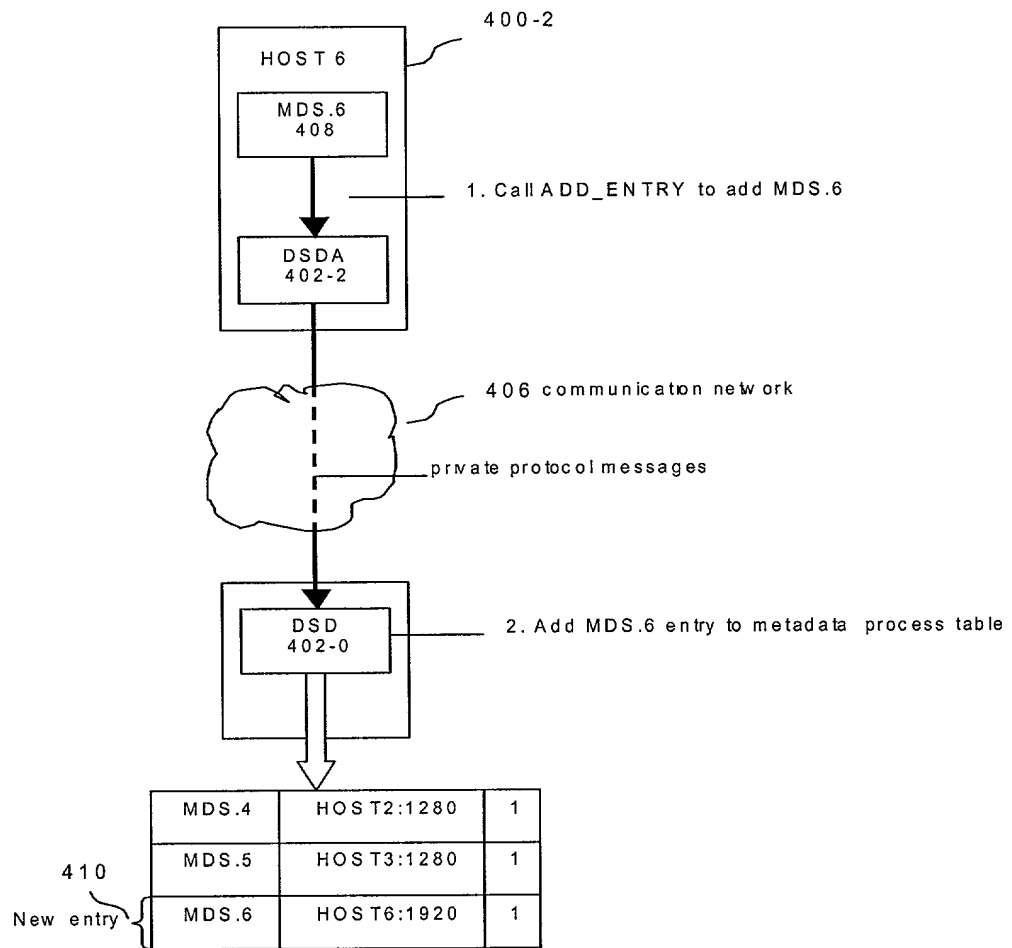 400-2
HOST 6
MDS.6
408
1. Call ADD_ENTRY to add MDS.6
DSDA
402-2
406 communication network
private protocol messages
DSD
402-0
2. Add MDS.6 entry to metadata process table
MDS.4 HOST2:1280 1
MDS.5 HOST3:1280 1
410
New entry
MDS.6 HOST6:1920 1